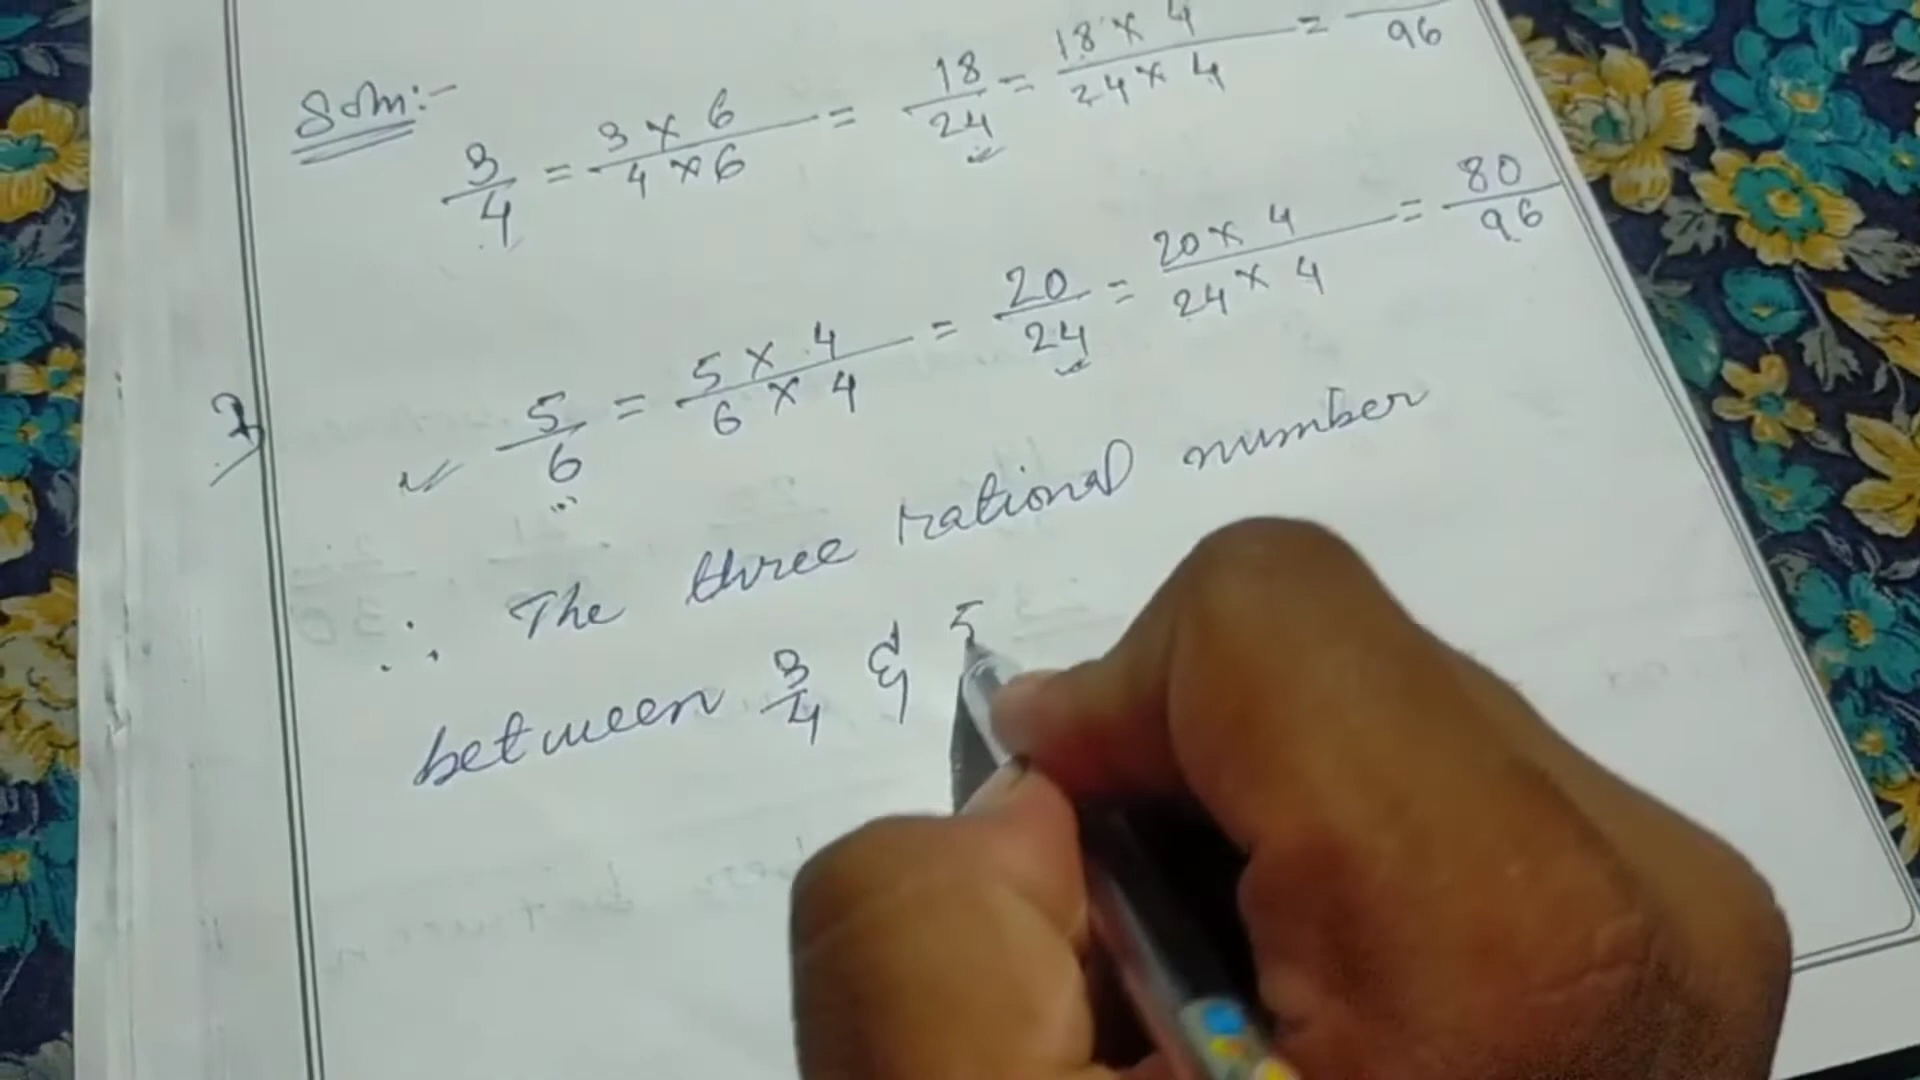 Soln:-
3/4 = 3 × 6 / 4 × 6 = 18/24 = 18 × 4 / 24 × 4 = /96
5/6 = 5 × 4 / 6 × 4 = 20/24 = 20 × 4 / 24 × 4 = 80/96
∴ The three rational number
between 3/4 & 5